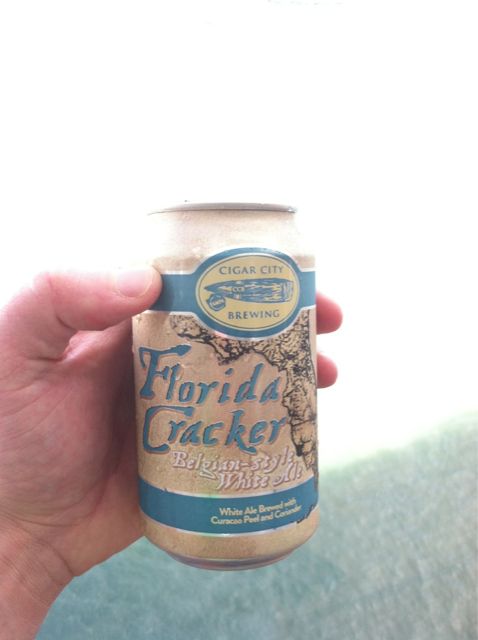 CIGAR CITY
BREWING
Florida
Cracker
Belgian-style
White Ale
White Ale Brewed with
Curacao Peel and Coriander